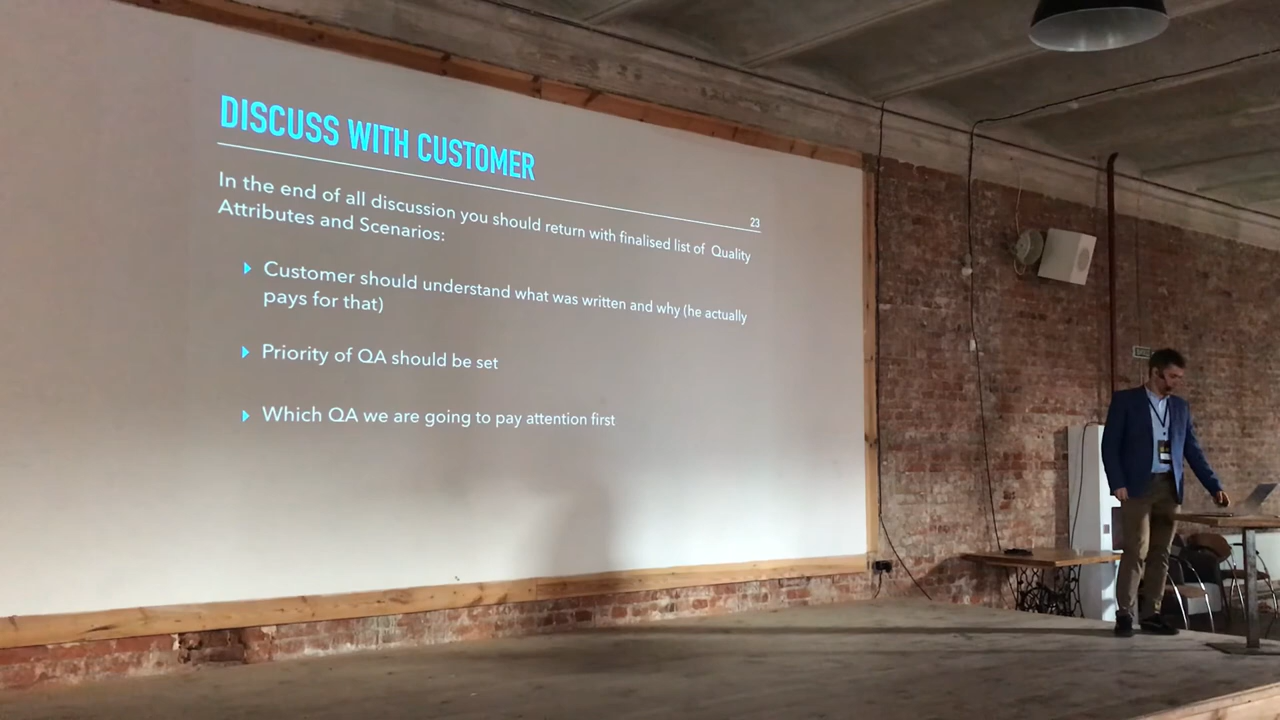 DISCUSS WITH CUSTOMER
23
In the end of all discussion you should return with finalised list of Quality
Attributes and Scenarios:
Customer should understand what was written and why (he actually
pays for that)
Priority of QA should be set
Which QA we are going to pay attention first